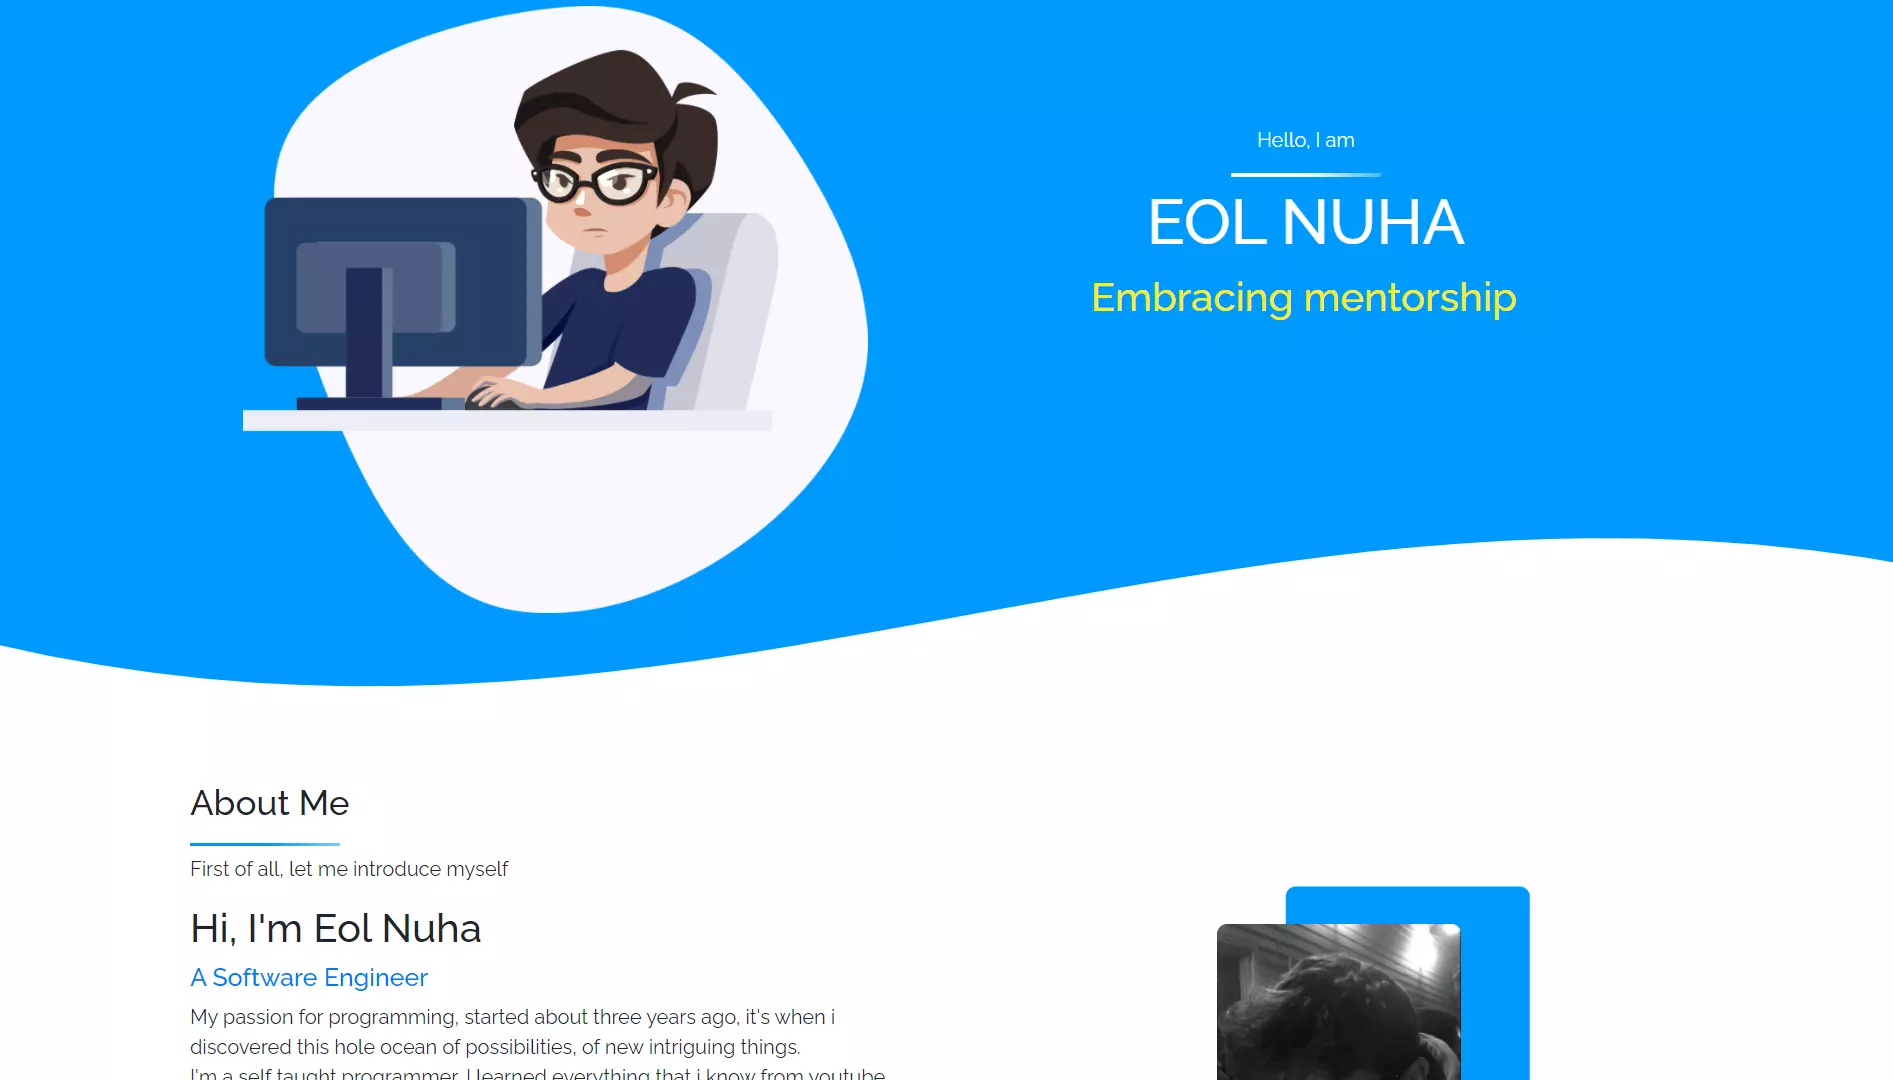 Hello, I am
EOL NUHA
Embracing mentorship
About Me
First of all, let me introduce myself
Hi, I'm Eol Nuha
A Software Engineer
My passion for programming, started about three years ago, it's when i
discovered this hole ocean of possibilities, of new intriguing things.
I'm a self taught programmer, I learned everything that i know from youtube